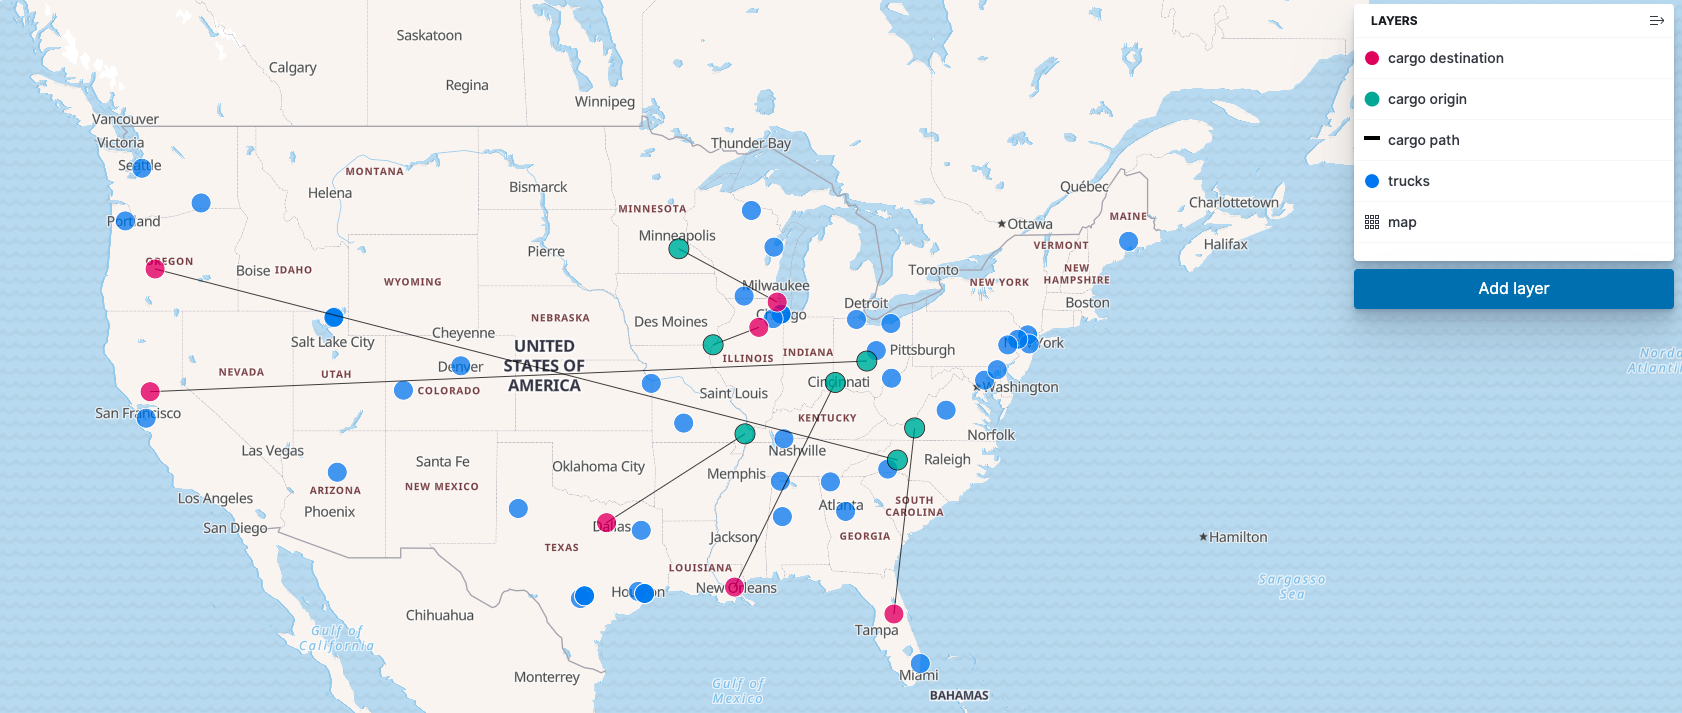 Saskatoon
Calgary
Regina
Winnipeg
Vancouver
Victoria
Seattle
Thunder Bay
MONTANA
Helena
Bismarck
Québec
Charlottetown
MINNESOTA
MAINE
Portland
Ottawa
Minneapolis
Halifax
VERMONT
Pierre
OREGON
Boise
IDAHO
Toronto
NEW
HAMPSHIRE
NEW YORK
WYOMING
Milwaukee
Detroit
Boston
NEBRASKA
Des Moines
Chicago
Cheyenne
Salt Lake City
UNITED
STATES OF
AMERICA
York
Pittsburgh
ILLINOIS
INDIANA
NEVADA
UTAH
Denver
COLORADO
Cincinnati
Washington
Saint Louis
San Francisco
KENTUCKY
Norfolk
Las Vegas
Nashville
Santa Fe
Oklahoma City
Raleigh
Memphis
NEW MEXICO
ARIZONA
Los Angeles
Phoenix
SOUTH
CAROLINA
Atlanta
San Diego
Dallas
Jackson
GEORGIA
Hamilton
TEXAS
LOUISIANA
Sargasso
Sea
New Orleans
Houston
Chihuahua
Gulf of
California
Tampa
Monterrey
Miami
Gulf of
Mexico
BAHAMAS
LAYERS
cargo destination
cargo origin
cargo path
trucks
map
Add layer